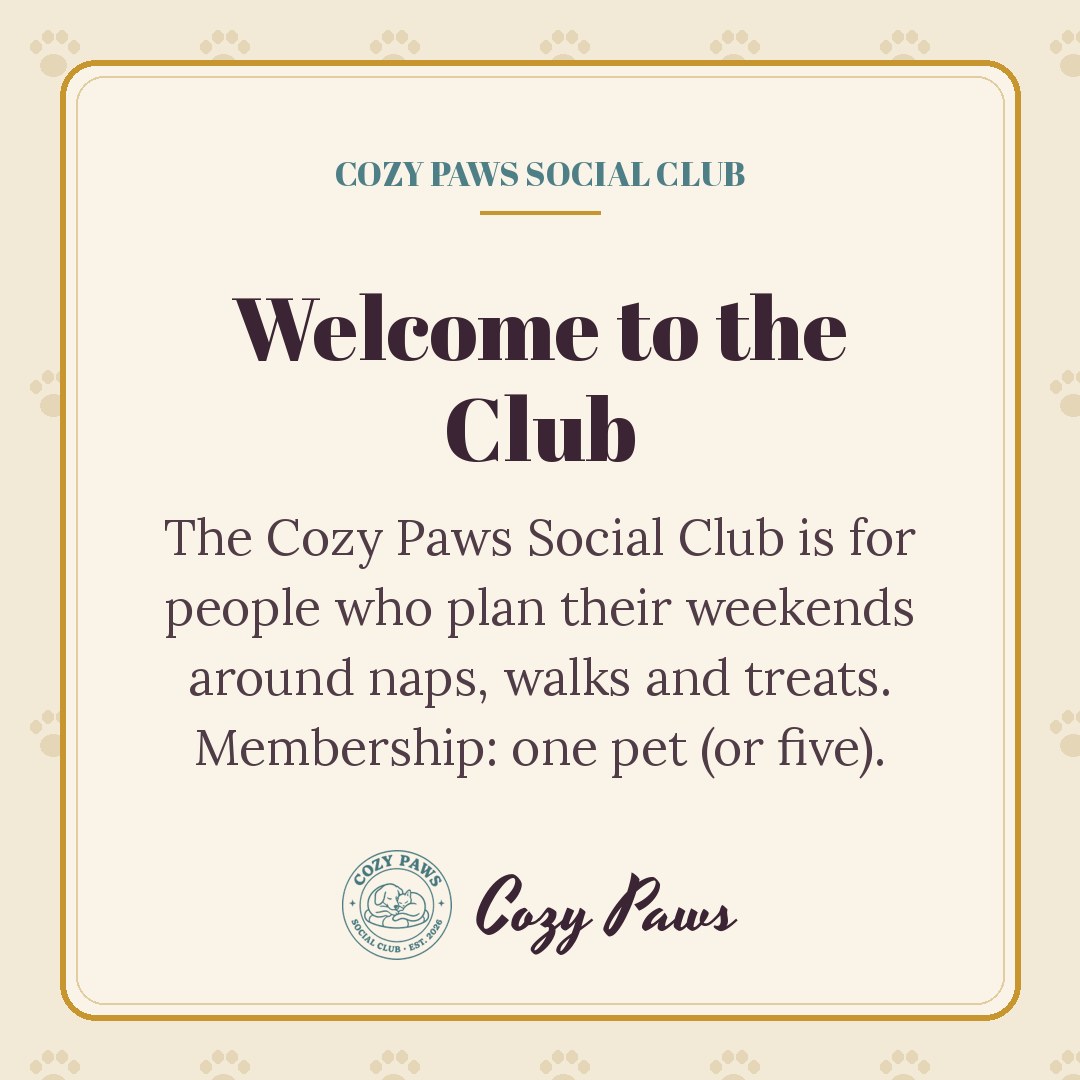 COZY PAWS SOCIAL CLUB
Welcome to the
Club
The Cozy Paws Social Club is for
people who plan their weekends
around naps, walks and treats.
Membership: one pet (or five).
COZY PAWS
SOCIAL CLUB · EST. 2026
Cozy Paws